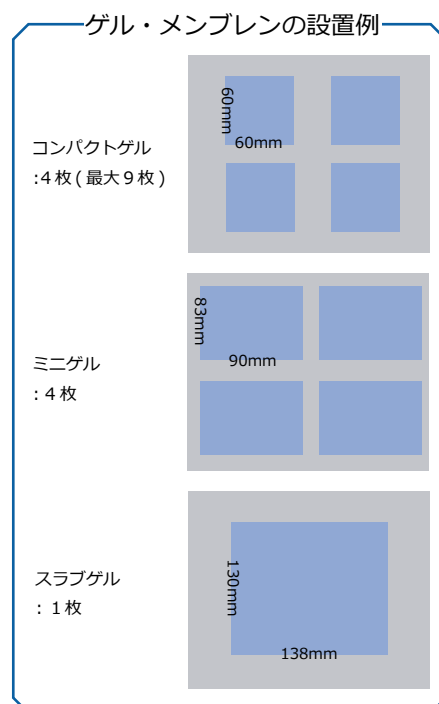 ゲル・メンブレンの設置例
コンパクトゲル
:4 枚 ( 最大 9 枚 )
60mm
60mm
ミニゲル
: 4 枚
83mm
90mm
スラブゲル
: 1 枚
130mm
138mm